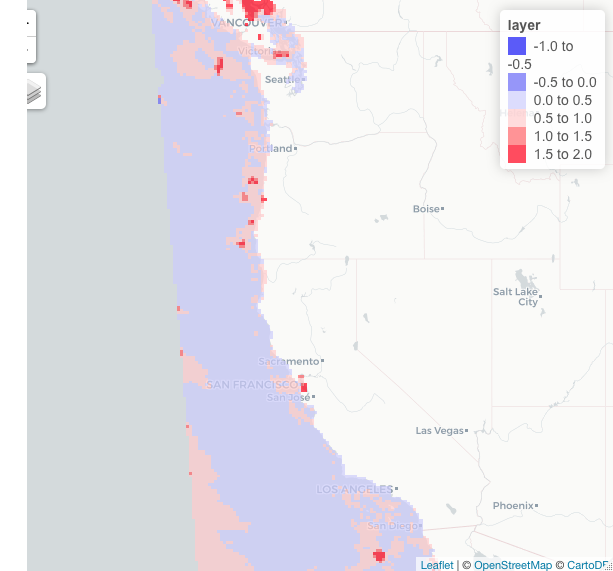 VANCOUVER
Victoria
Seattle
Portland
Boise
Salt Lake
City
Sacramento
SAN FRANCISCO
San José
Las Vegas
LOS ANGELES
Phoenix
San Diego
layer
-1.0 to
-0.5
-0.5 to 0.0
0.0 to 0.5
0.5 to 1.0
1.0 to 1.5
1.5 to 2.0
Leaflet | © OpenStreetMap © CartoDB